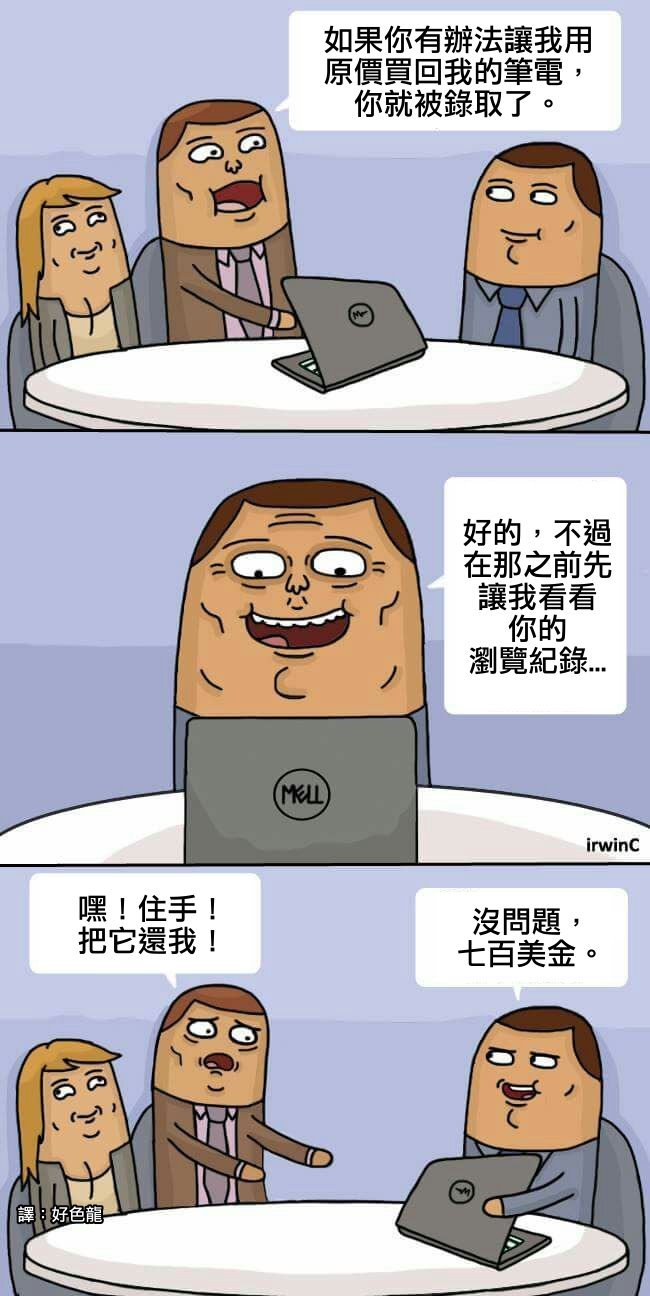 如果你有辦法讓我用
原價買回我的筆電，
你就被錄取了。
好的，不過
在那之前先
讓我看看
你的
瀏覽紀錄...
MELL
irwinC
嘿！住手！
把它還我！
沒問題，
七百美金。
譯：好色龍